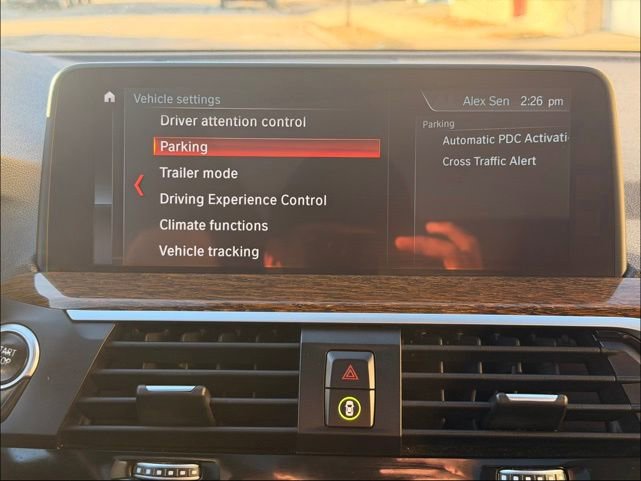 Vehicle settings
Alex Sen 2:26 pm
Driver attention control
Parking
Trailer mode
Driving Experience Control
Climate functions
Vehicle tracking
Parking
Automatic PDC Activati
Cross Traffic Alert